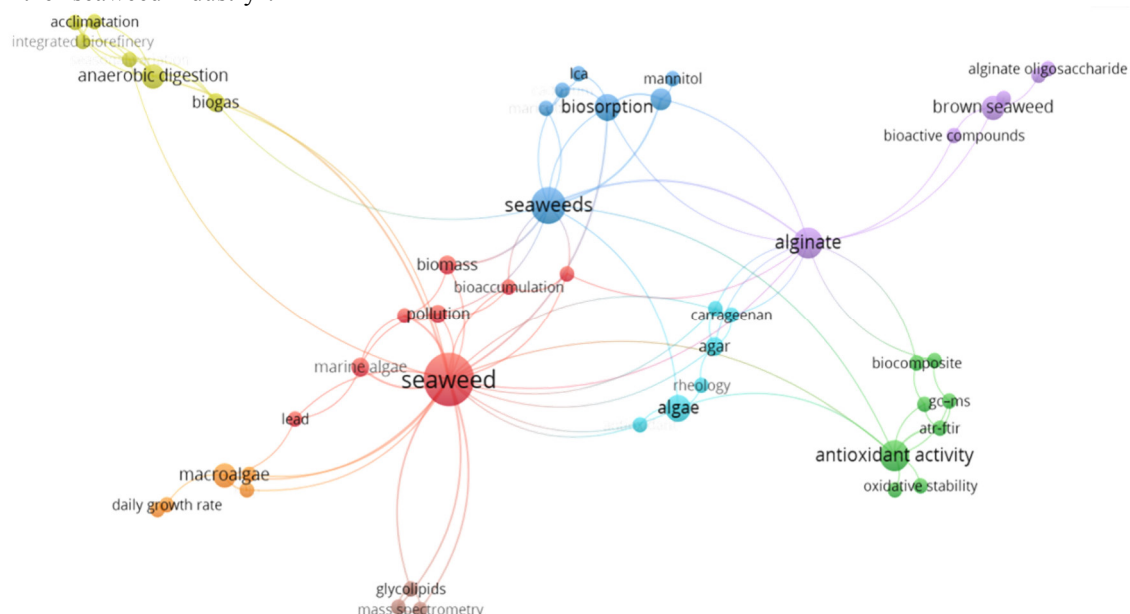 acclimatation
integrated biorefinery
anaerobic digestion
biogas
lca
mannitol
biosorption
alginate oligosaccharide
brown seaweed
bioactive compounds
seaweeds
alginate
biomass
bioaccumulation
pollution
carrageenan
agar
marine algae
seaweed
rheology
algae
biocomposite
gc-ms
atr-ftir
lead
antioxidant activity
oxidative stability
macroalgae
daily growth rate
glycolipids
mass spectrometry